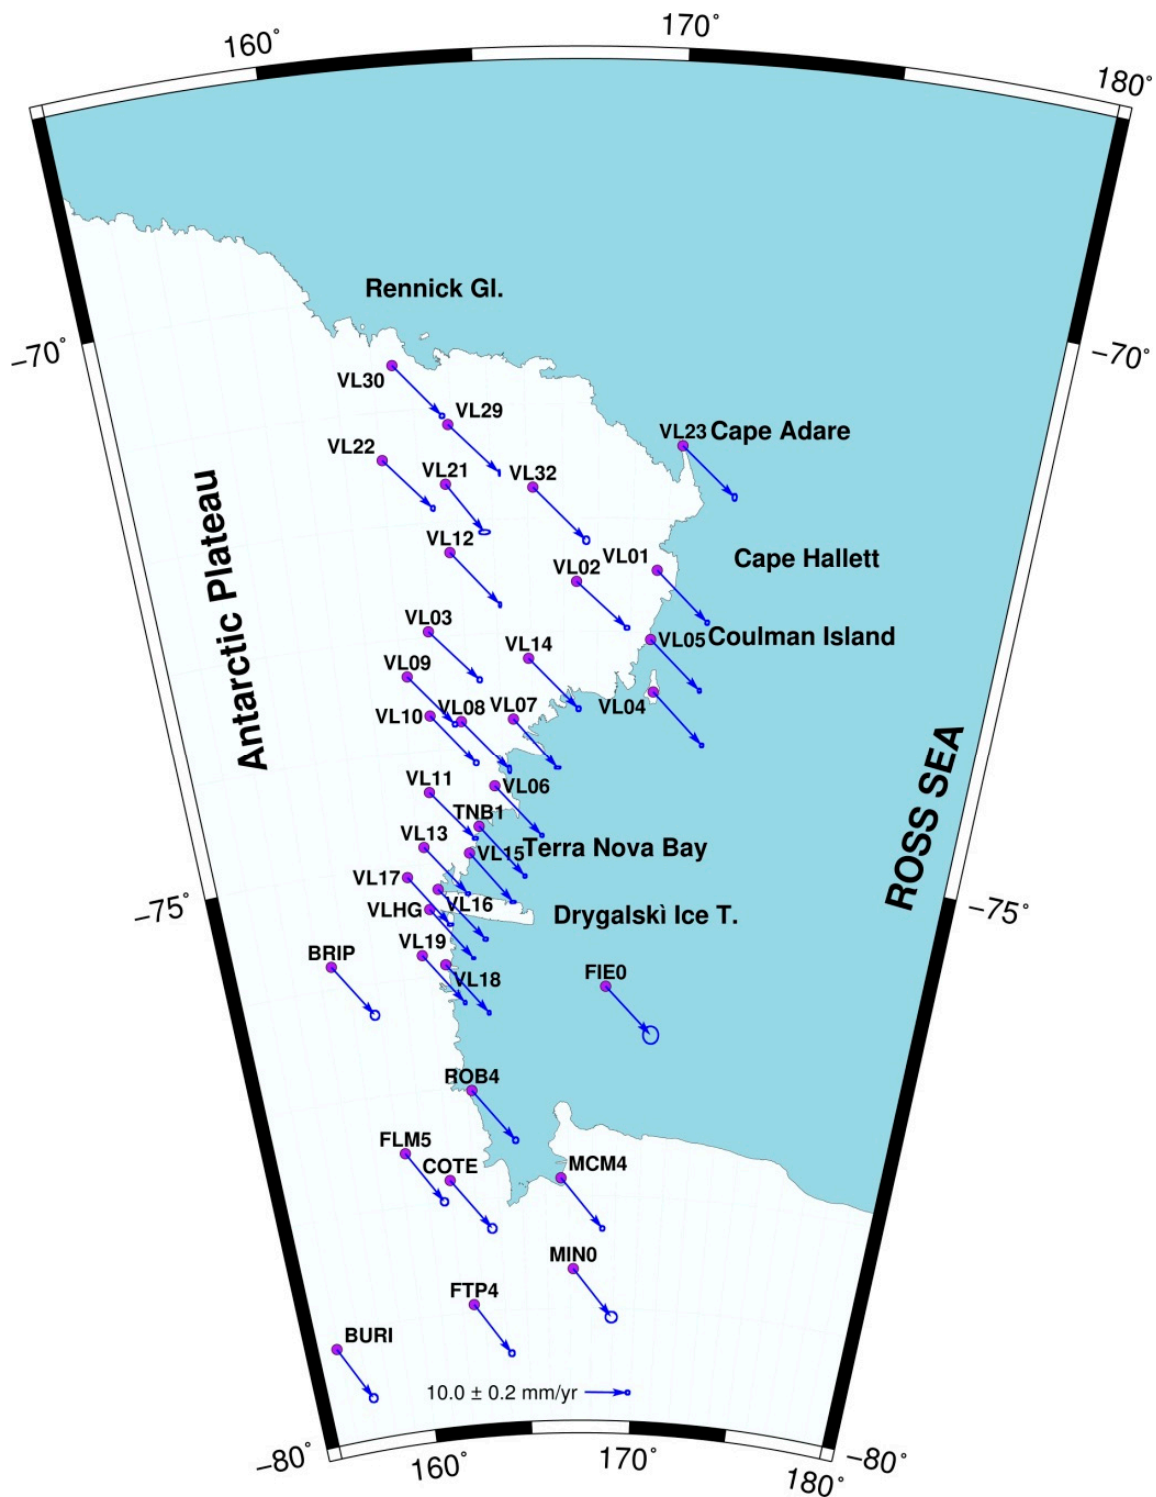 160°
170°
180°
−70°
−70°
Rennick Gl.
VL30
VL29
VL23
Cape Adare
VL22
VL21
VL32
VL12
VL02
VL01
Cape Hallett
Antarctic Plateau
VL03
VL14
VL05
Coulman Island
VL09
VL10
VL08
VL07
VL04
VL11
VL06
TNB1
VL13
VL15
Terra Nova Bay
ROSS SEA
VL17
VL16
VLHG
Drygalskì Ice T.
−75°
−75°
VL19
BRIP
VL18
FIE0
ROB4
FLM5
COTE
MCM4
MIN0
FTP4
BURI
10.0 ± 0.2 mm/yr
−80°
160°
170°
180°
−80°